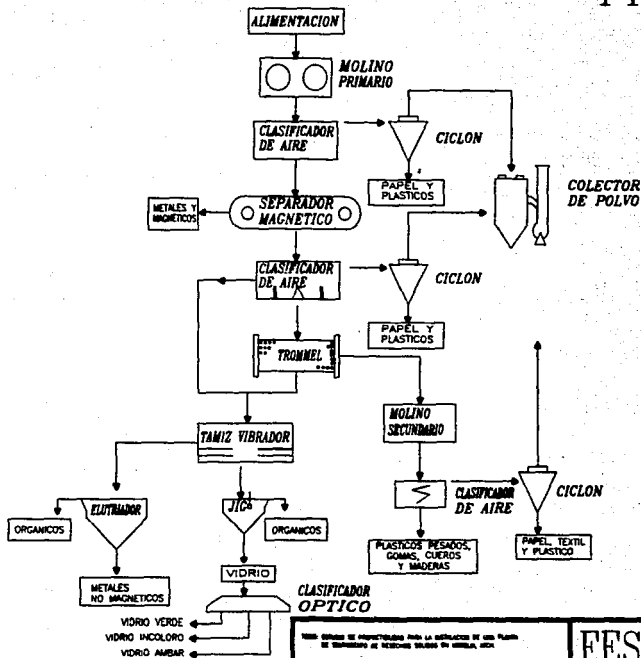 ALIMENTACION
MOLINO
PRIMARIO
CLASIFICADOR
DE AIRE
CICLON
PAPEL Y
PLASTICOS
COLECTOR
DE POLVO
METALES Y
MAGNETICOS
SEPARADOR
MAGNETICO
CLASIFICADOR
DE AIRE
CICLON
PAPEL Y
PLASTICOS
TROMMEL
MOLINO
SECUNDARIO
TAMIZ VIBRADOR
CLASIFICADOR
DE AIRE
CICLON
ELUTRIADOR
JIG
ORGANICOS
ORGANICOS
PLASTICOS PESADOS,
GOMAS, CUEROS
Y MADERAS
PAPEL, TEXTIL
Y PLASTICO
METALES
NO MAGNETICOS
VIDRIO
CLASIFICADOR
OPTICO
VIDRIO VERDE
VIDRIO INCOLORO
VIDRIO AMBAR
FES